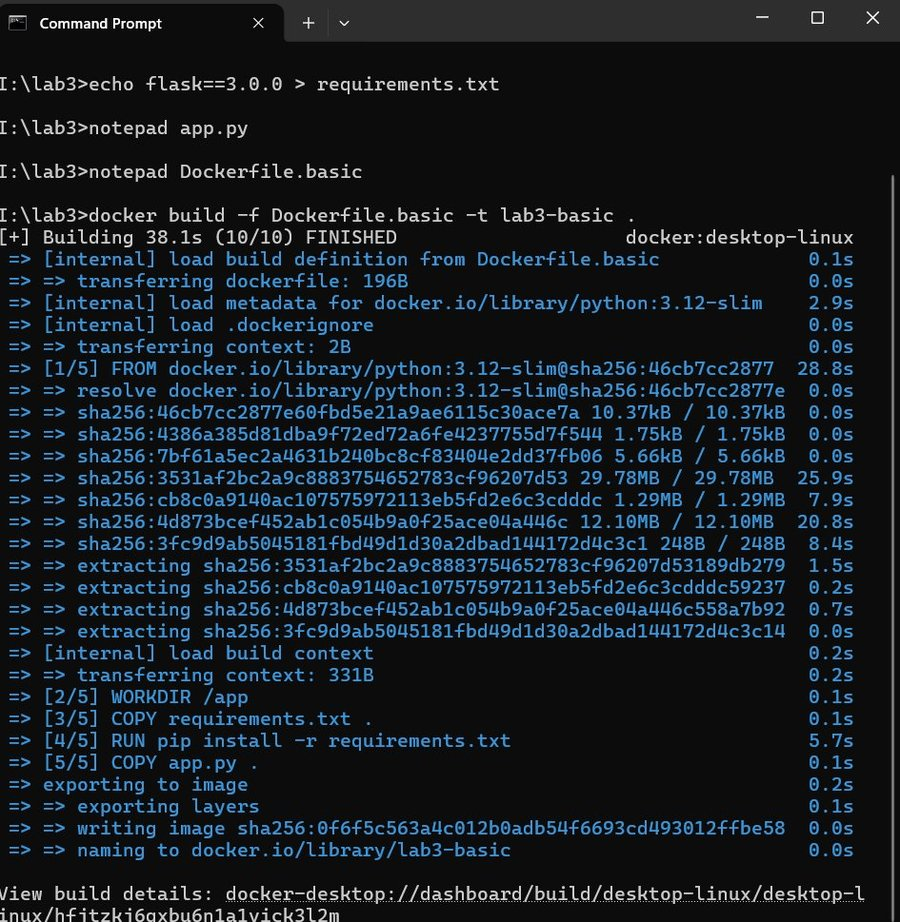 Command Prompt
I:\lab3>echo flask==3.0.0 > requirements.txt
I:\lab3>notepad app.py
I:\lab3>notepad Dockerfile.basic
I:\lab3>docker build -f Dockerfile.basic -t lab3-basic .
[+] Building 38.1s (10/10) FINISHED docker:desktop-linux
=> [internal] load build definition from Dockerfile.basic 0.1s
=> => transferring dockerfile: 196B 0.0s
=> [internal] load metadata for docker.io/library/python:3.12-slim 2.9s
=> [internal] load .dockerignore 0.0s
=> => transferring context: 2B 0.0s
=> [1/5] FROM docker.io/library/python:3.12-slim@sha256:46cb7cc2877 28.8s
=> => resolve docker.io/library/python:3.12-slim@sha256:46cb7cc2877e 0.0s
=> => sha256:46cb7cc2877e60fbd5e21a9ae6115c30ace7a 10.37kB / 10.37kB 0.0s
=> => sha256:4386a385d81dba9f72ed72a6fe4237755d7f544 1.75kB / 1.75kB 0.0s
=> => sha256:7bf61a5ec2a4631b240bc8cf83404e2dd37fb06 5.66kB / 5.66kB 0.0s
=> => sha256:3531af2bc2a9c8883754652783cf96207d53 29.78MB / 29.78MB 25.9s
=> => sha256:cb8c0a9140ac107575972113eb5fd2e6c3cdddc 1.29MB / 1.29MB 7.9s
=> => sha256:4d873bcef452ab1c054b9a0f25ace04a446c 12.10MB / 12.10MB 20.8s
=> => sha256:3fc9d9ab5045181fbd49d1d30a2dbad144172d4c3c1 248B / 248B 8.4s
=> => extracting sha256:3531af2bc2a9c8883754652783cf96207d53189db279 1.5s
=> => extracting sha256:cb8c0a9140ac107575972113eb5fd2e6c3cdddc59237 0.2s
=> => extracting sha256:4d873bcef452ab1c054b9a0f25ace04a446c558a7b92 0.7s
=> => extracting sha256:3fc9d9ab5045181fbd49d1d30a2dbad144172d4c3c14 0.0s
=> [internal] load build context 0.2s
=> => transferring context: 331B 0.2s
=> [2/5] WORKDIR /app 0.1s
=> [3/5] COPY requirements.txt . 0.1s
=> [4/5] RUN pip install -r requirements.txt 5.7s
=> [5/5] COPY app.py . 0.1s
=> exporting to image 0.2s
=> => exporting layers 0.1s
=> => writing image sha256:0f6f5c563a4c012b0adb54f6693cd493012ffbe58 0.0s
=> => naming to docker.io/library/lab3-basic 0.0s
View build details: docker-desktop://dashboard/build/desktop-linux/desktop-l